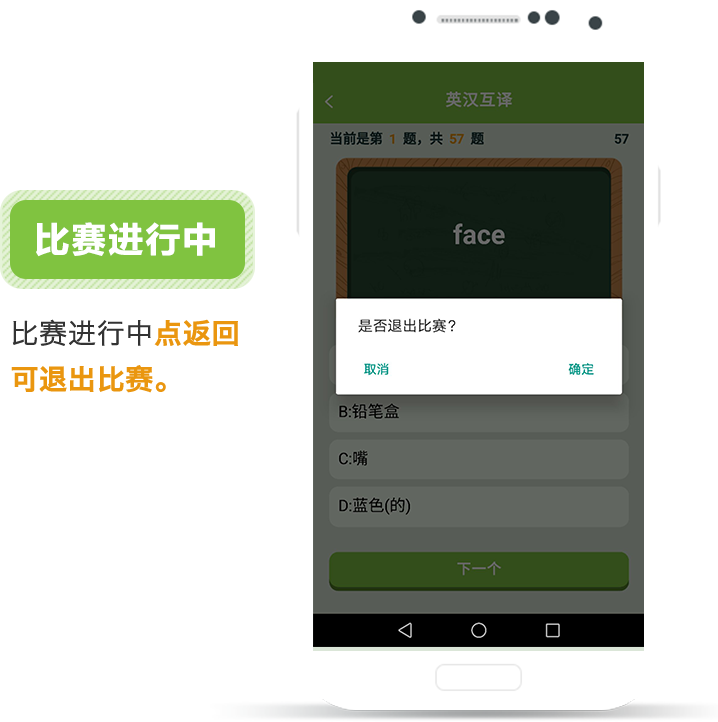 比赛进行中
比赛进行中点返回
可退出比赛。
英汉互译
当前是第 1 题，共 57 题
57
face
是否退出比赛?
取消
确定
B:铅笔盒
C:嘴
D:蓝色(的)
下一个